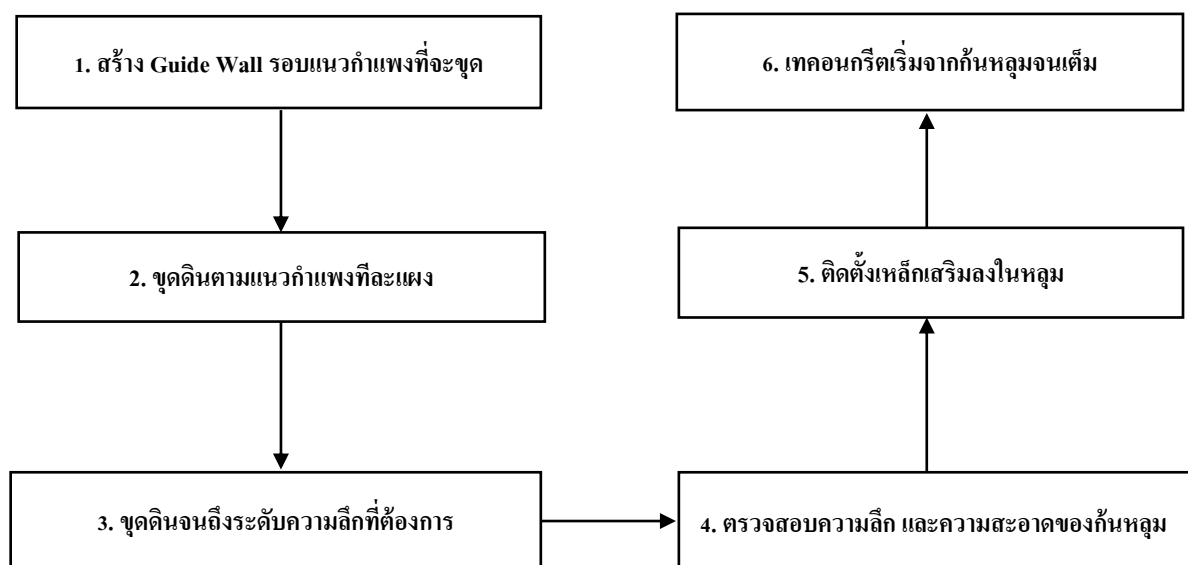 1. สร้าง Guide Wall รอบแนวกำแพงที่จะขุด
2. ขุดดินตามแนวกำแพงทีละแผง
3. ขุดดินจนถึงระดับความลึกที่ต้องการ
4. ตรวจสอบความลึก และความสะอาดของก้นหลุม
5. ติดตั้งเหล็กเสริมลงในหลุม
6. เทคอนกรีตเริ่มจากก้นหลุมจนเต็ม